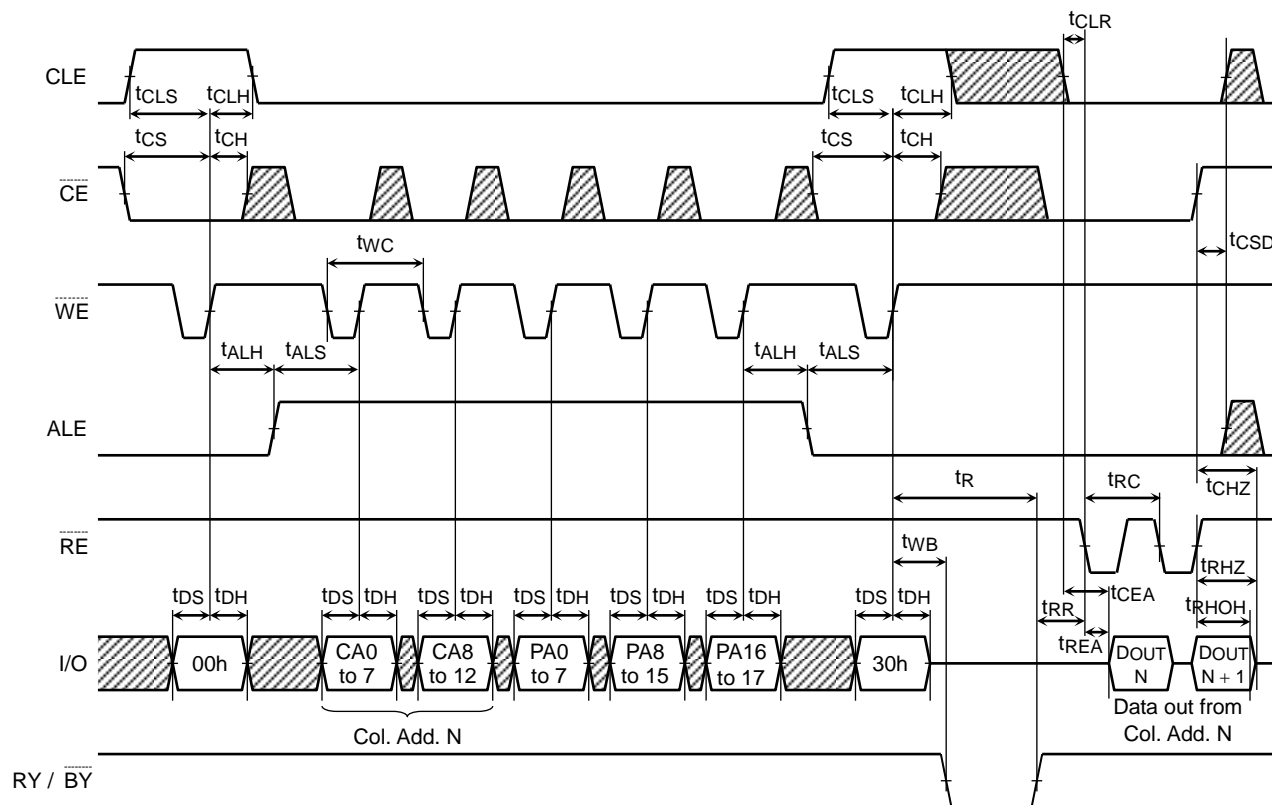 tCLR
CLE
tCLS tCLH tCLS tCLH
tCS tCH tCS tCH
CE
tWC tCSD
WE
tALH tALS tALH tALS
ALE
tR tRC tCHZ
RE
tWB tRHZ
tDS tDH tDS tDH tDS tDH tDS tDH tDS tDH tDS tDH tDS tDH tCEA
tRR tRHOH
tREA
I/O
00h
CA0
to 7
CA8
to 12
PA0
to 7
PA8
to 15
PA16
to 17
30h
DOUT
N
DOUT
N + 1
Col. Add. N
Data out from
Col. Add. N
RY / BY